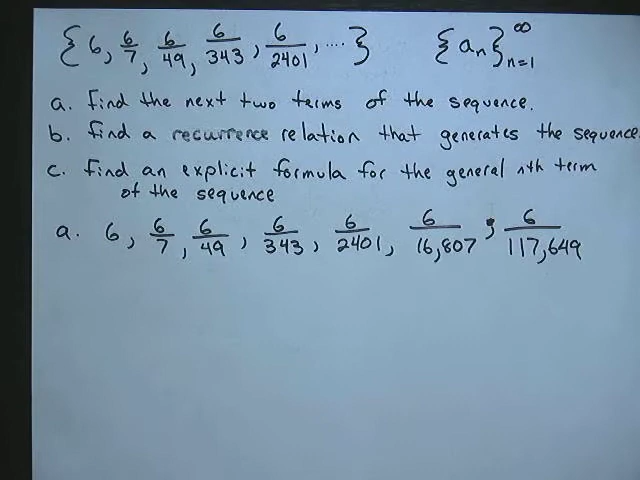 {6, 6/7, 6/49, 6/343, 6/2401, ....} {aₙ}ₙ₌₁^∞
a. Find the next two terms of the sequence.
b. Find a recurrence relation that generates the sequence.
c. Find an explicit formula for the general nth term
of the sequence
a. 6, 6/7, 6/49, 6/343, 6/2401, 6/16,807, 6/117,649